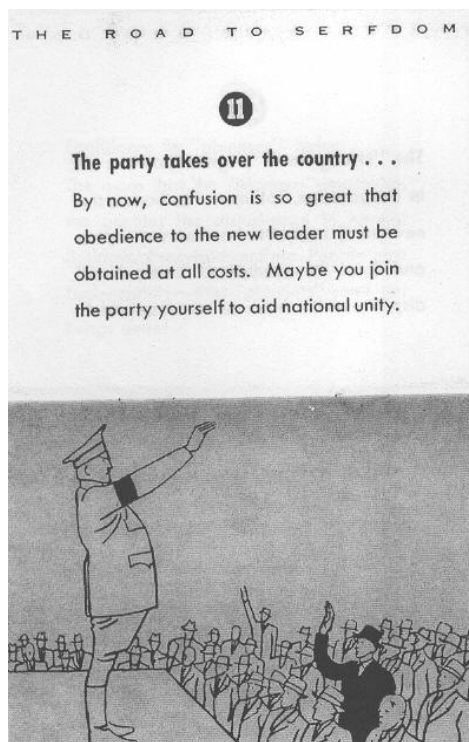 THE ROAD TO SERFDOM
11
The party takes over the country . . .
By now, confusion is so great that
obedience to the new leader must be
obtained at all costs. Maybe you join
the party yourself to aid national unity.